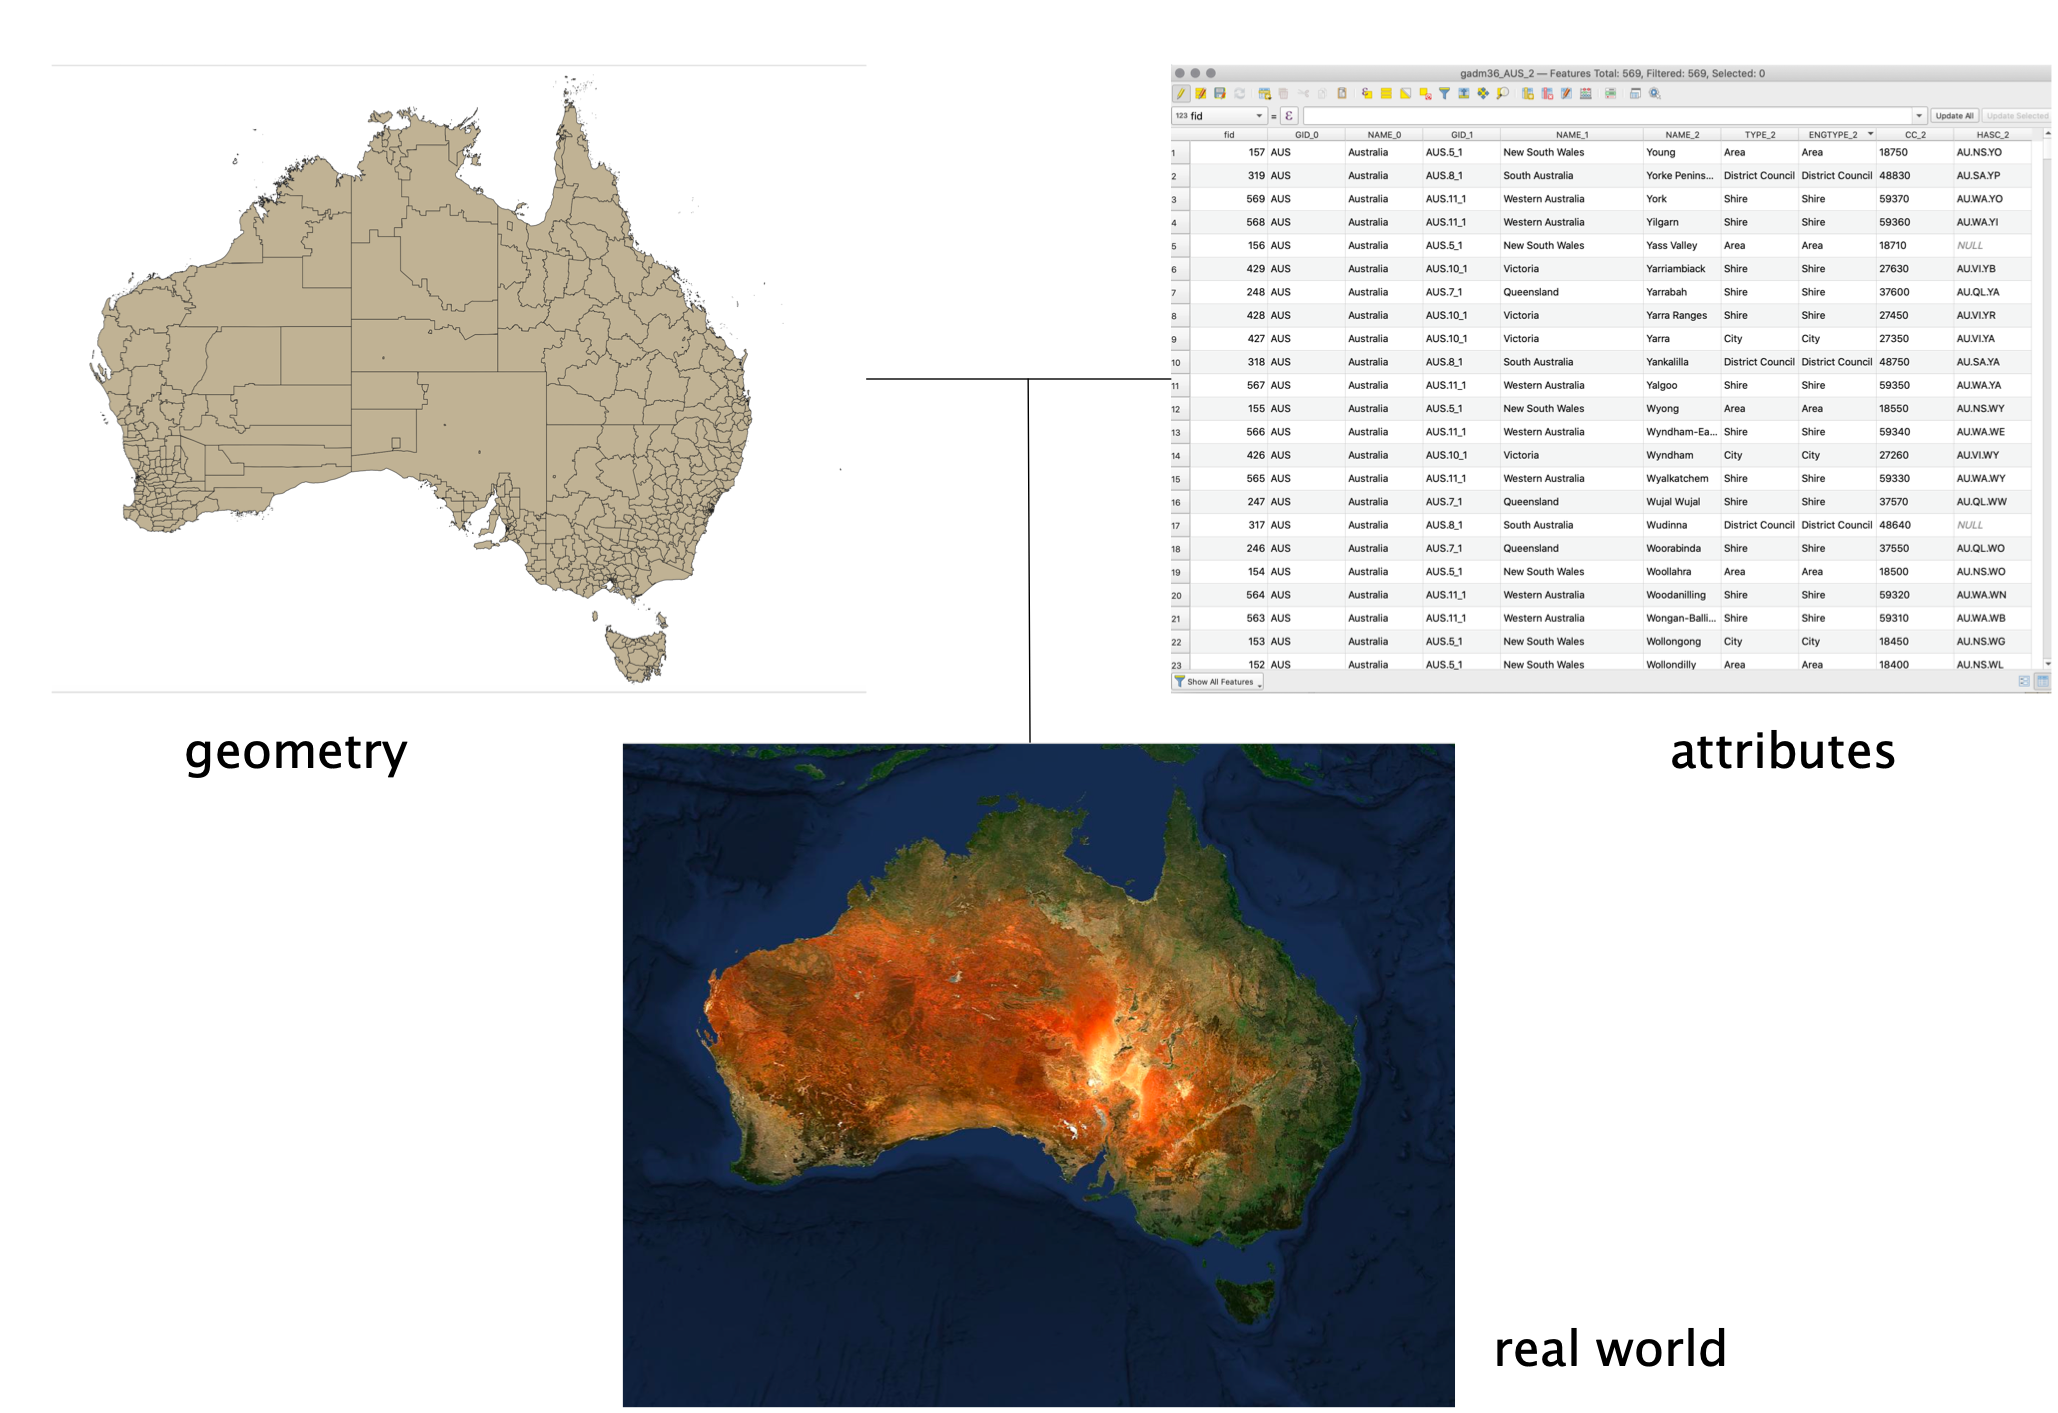 gadm36_AUS_2 — Features Total: 569, Filtered: 569, Selected: 0
123 fid = ε Update All Update Selected
fid GID_0 NAME_0 GID_1 NAME_1 NAME_2 TYPE_2 ENGTYPE_2 CC_2 HASC_2
1 157 AUS Australia AUS.5_1 New South Wales Young Area Area 18750 AU.NS.YO
2 319 AUS Australia AUS.8_1 South Australia Yorke Penins... District Council District Council 48830 AU.SA.YP
3 569 AUS Australia AUS.11_1 Western Australia York Shire Shire 59370 AU.WA.YO
4 568 AUS Australia AUS.11_1 Western Australia Yilgarn Shire Shire 59360 AU.WA.YI
5 156 AUS Australia AUS.5_1 New South Wales Yass Valley Area Area 18710 NULL
6 429 AUS Australia AUS.10_1 Victoria Yarriambiack Shire Shire 27630 AU.VI.YB
7 248 AUS Australia AUS.7_1 Queensland Yarrabah Shire Shire 37600 AU.QL.YA
8 428 AUS Australia AUS.10_1 Victoria Yarra Ranges Shire Shire 27450 AU.VI.YR
9 427 AUS Australia AUS.10_1 Victoria Yarra City City 27350 AU.VI.YA
10 318 AUS Australia AUS.8_1 South Australia Yankalilla District Council District Council 48750 AU.SA.YA
11 567 AUS Australia AUS.11_1 Western Australia Yalgoo Shire Shire 59350 AU.WA.YA
12 155 AUS Australia AUS.5_1 New South Wales Wyong Area Area 18550 AU.NS.WY
13 566 AUS Australia AUS.11_1 Western Australia Wyndham-Ea... Shire Shire 59340 AU.WA.WE
14 426 AUS Australia AUS.10_1 Victoria Wyndham City City 27260 AU.VI.WY
15 565 AUS Australia AUS.11_1 Western Australia Wyalkatchem Shire Shire 59330 AU.WA.WY
16 247 AUS Australia AUS.7_1 Queensland Wujal Wujal Shire Shire 37570 AU.QL.WW
17 317 AUS Australia AUS.8_1 South Australia Wudinna District Council District Council 48640 NULL
18 246 AUS Australia AUS.7_1 Queensland Woorabinda Shire Shire 37550 AU.QL.WO
19 154 AUS Australia AUS.5_1 New South Wales Woollahra Area Area 18500 AU.NS.WO
20 564 AUS Australia AUS.11_1 Western Australia Woodanilling Shire Shire 59320 AU.WA.WN
21 563 AUS Australia AUS.11_1 Western Australia Wongan-Balli... Shire Shire 59310 AU.WA.WB
22 153 AUS Australia AUS.5_1 New South Wales Wollongong City City 18450 AU.NS.WG
23 152 AUS Australia AUS.5_1 New South Wales Wollondilly Area Area 18400 AU.NS.WL
Show All Features
geometry
attributes
real world